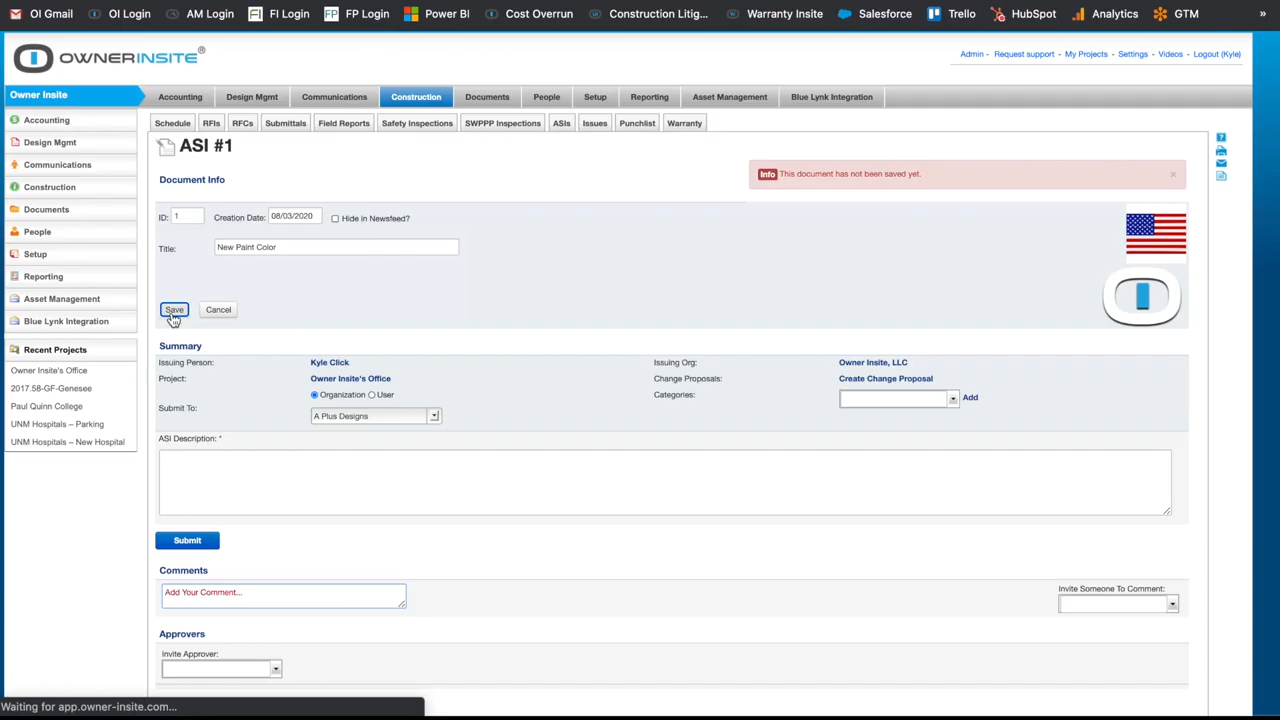 OI Gmail OI Login AM Login FI Login FP Login Power BI Cost Overrun Construction Litig... Warranty Insite Salesforce Trello HubSpot Analytics GTM »
OWNERINSITE®
Admin - Request support - My Projects - Settings - Videos - Logout (Kyle)
Owner Insite
Accounting Design Mgmt Communications Construction Documents People Setup Reporting Asset Management Blue Lynk Integration
Accounting
Design Mgmt
Communications
Construction
Documents
People
Setup
Reporting
Asset Management
Blue Lynk Integration
Recent Projects
Owner Insite's Office
2017.58-GF-Genesee
Paul Quinn College
UNM Hospitals – Parking
UNM Hospitals – New Hospital
Schedule RFIs RFCs Submittals Field Reports Safety Inspections SWPPP Inspections ASIs Issues Punchlist Warranty
ASI #1
Info This document has not been saved yet. ×
Document Info
ID: 1 Creation Date: 08/03/2020 Hide in Newsfeed?
Title: New Paint Color
Save Cancel
Summary
Issuing Person: Kyle Click Issuing Org: Owner Insite, LLC
Project: Owner Insite's Office Change Proposals: Create Change Proposal
Organization User Categories: Add
Submit To: A Plus Designs
ASI Description: *
Submit
Comments
Add Your Comment...
Invite Someone To Comment:
Approvers
Invite Approver:
Waiting for app.owner-insite.com...